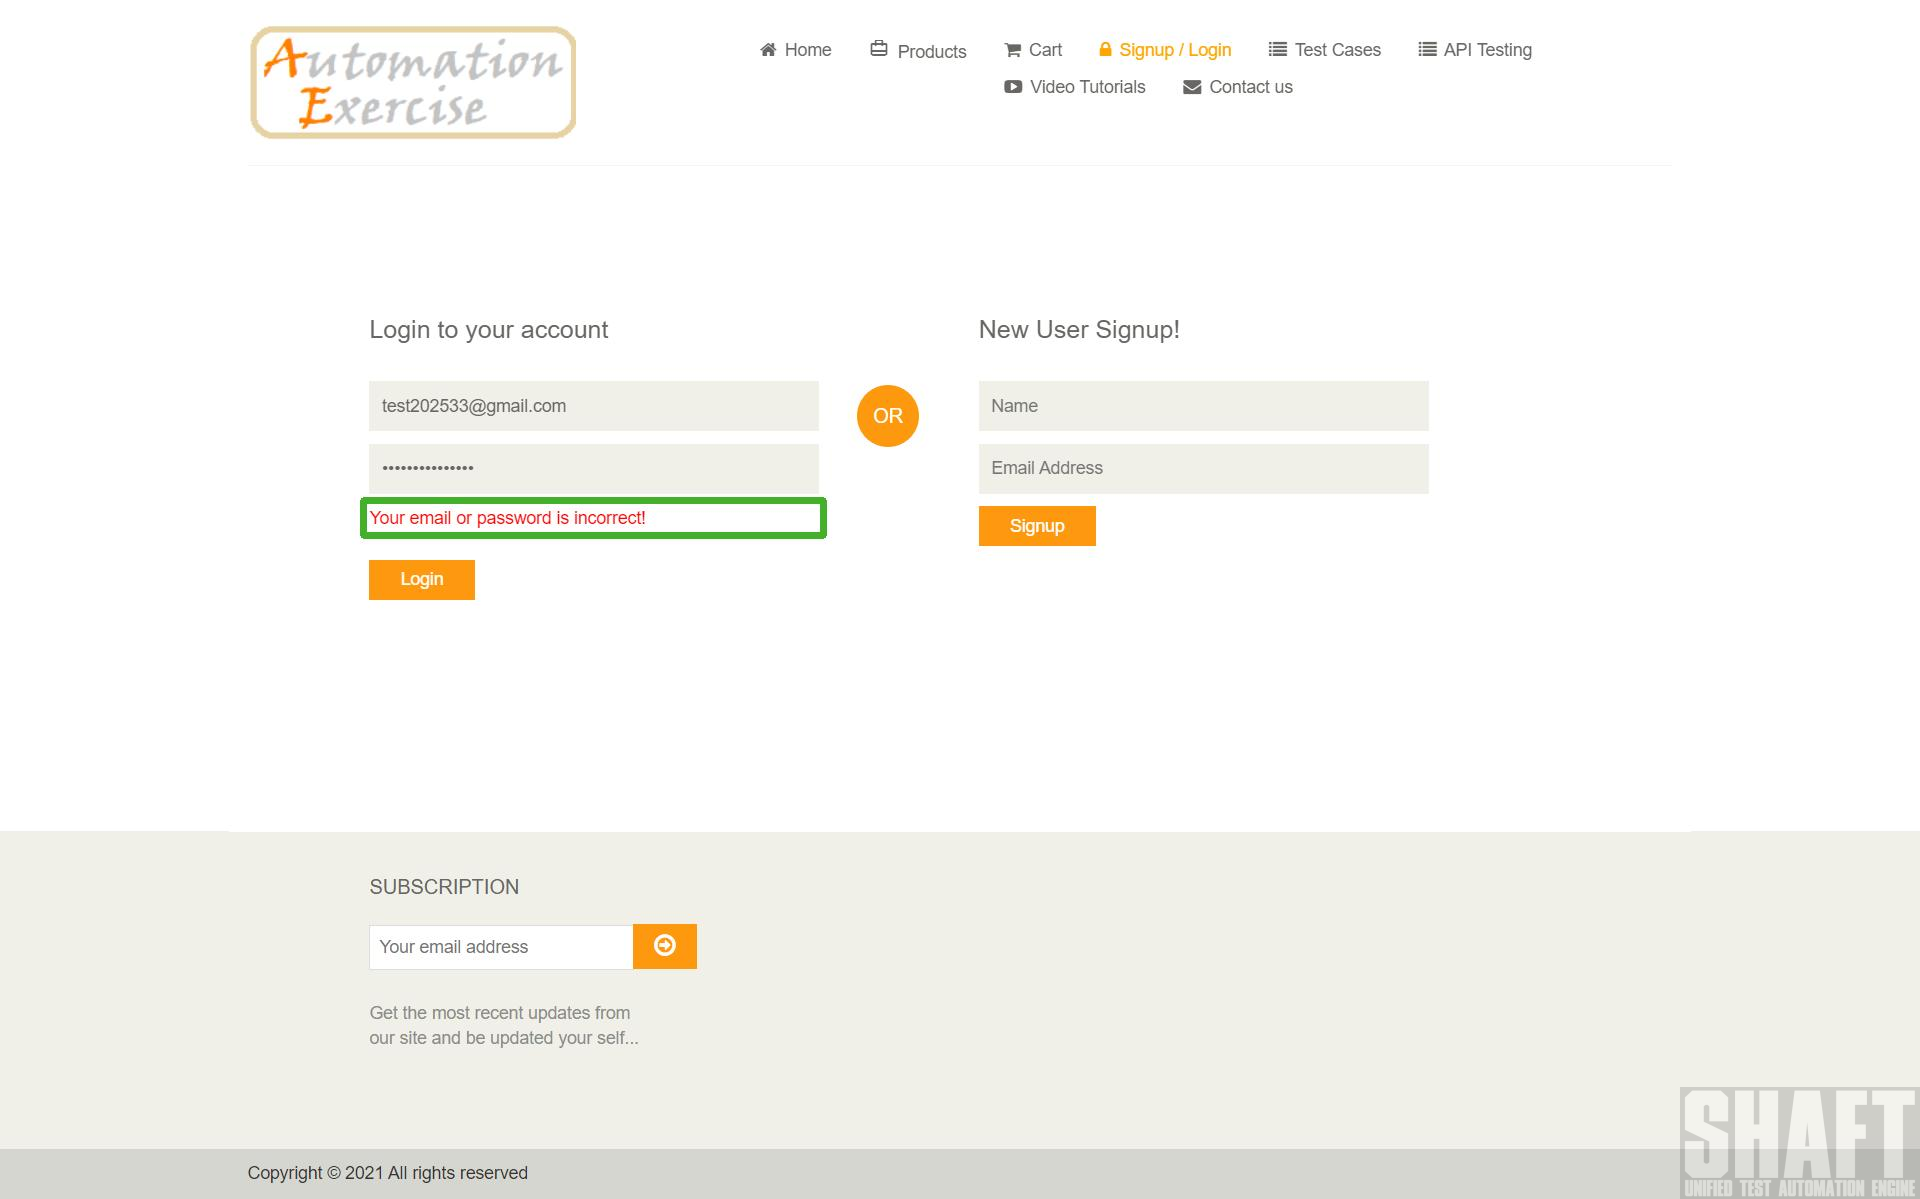 Automation
Exercise
Home
Products
Cart
Signup / Login
Test Cases
API Testing
Video Tutorials
Contact us
Login to your account
New User Signup!
test202533@gmail.com
•••••••••••••••
Your email or password is incorrect!
Login
OR
Name
Email Address
Signup
SUBSCRIPTION
Your email address
Get the most recent updates from
our site and be updated your self...
Copyright © 2021 All rights reserved
SHAFT
UNIFIED TEST AUTOMATION ENGINE